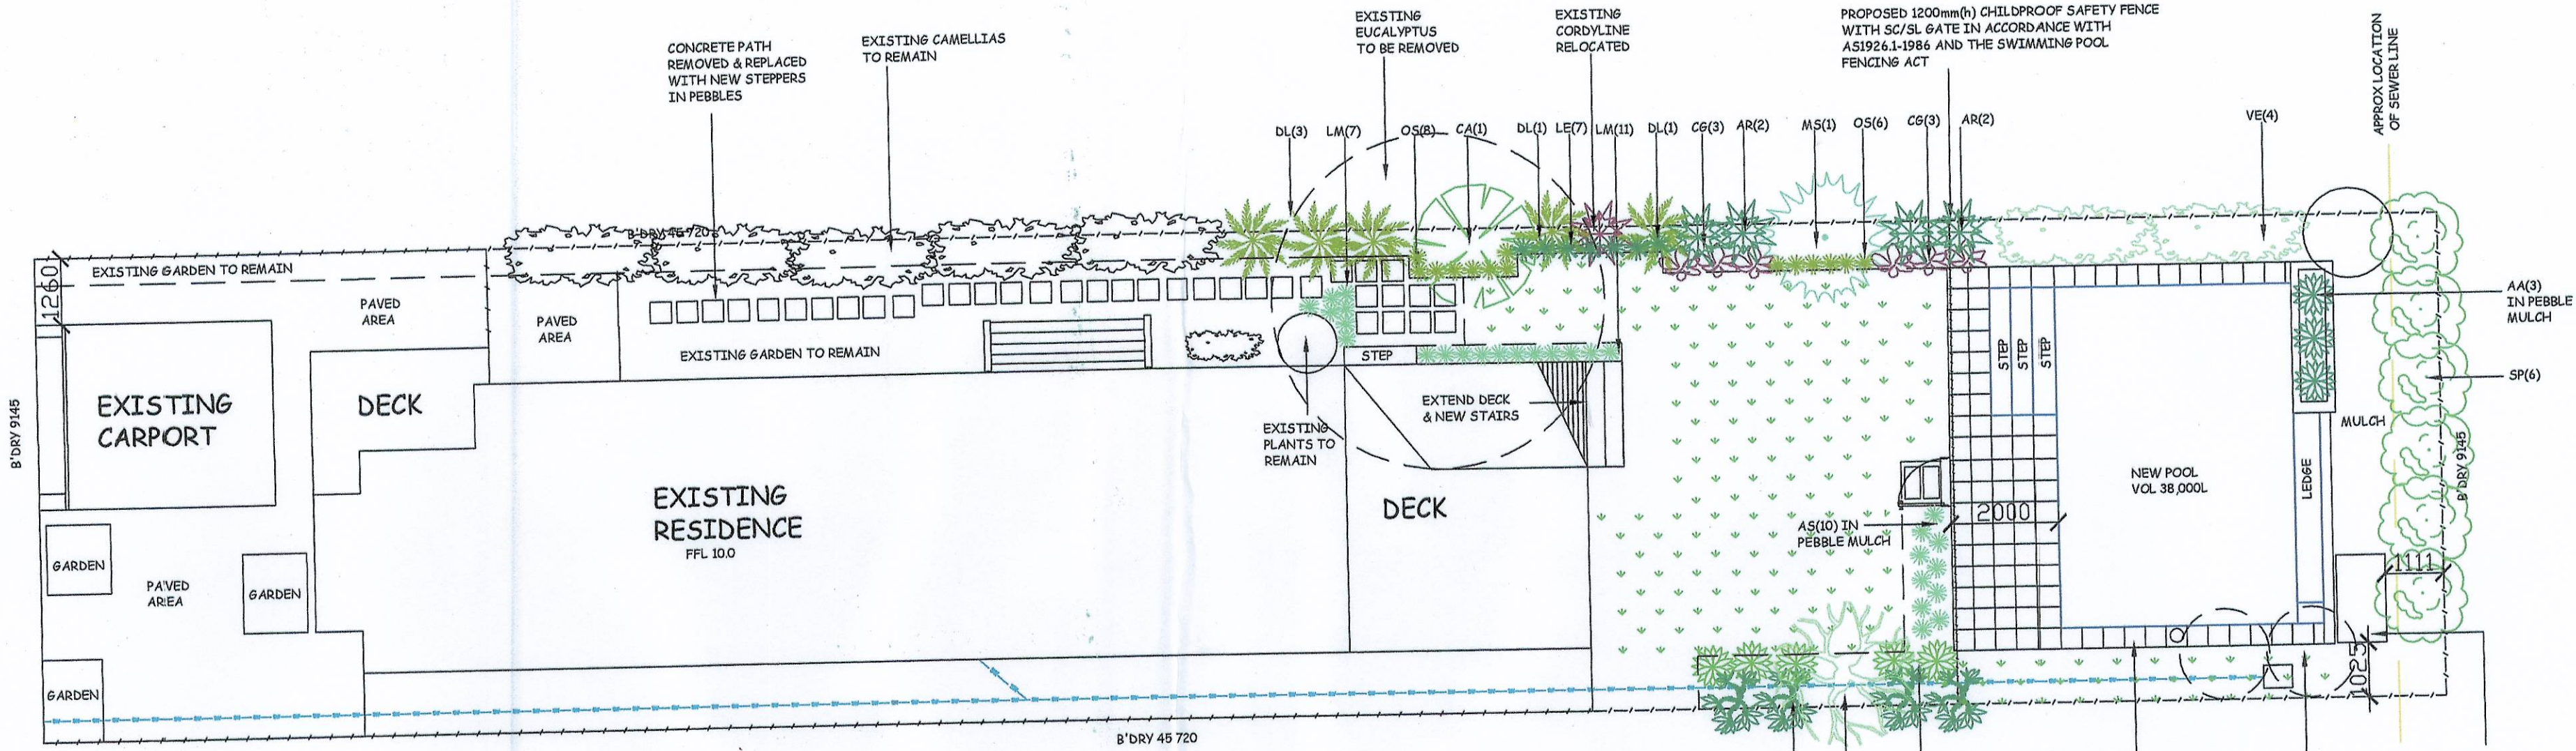 CONCRETE PATH
REMOVED & REPLACED
WITH NEW STEPPERS
IN PEBBLES
EXISTING CAMELLIAS
TO REMAIN
EXISTING
EUCALYPTUS
TO BE REMOVED
EXISTING
CORDYLINE
RELOCATED
PROPOSED 1200mm(h) CHILDPROOF SAFETY FENCE
WITH SC/SL GATE IN ACCORDANCE WITH
AS1926.1-1986 AND THE SWIMMING POOL
FENCING ACT
APPROX LOCATION
OF SEWER LINE
DL(3)
LM(7)
OS(8)
CA(1)
DL(1)
LE(7)
LM(11)
DL(1)
CG(3)
AR(2)
MS(1)
OS(6)
CG(3)
AR(2)
VE(4)
B'DRY 45 720
EXISTING GARDEN TO REMAIN
1260
PAVED
AREA
PAVED
AREA
EXISTING GARDEN TO REMAIN
STEP
STEP
STEP
STEP
AA(3)
IN PEBBLE
MULCH
SP(6)
MULCH
B'DRY 9145
EXISTING
CARPORT
DECK
EXTEND DECK
& NEW STAIRS
EXISTING
PLANTS TO
REMAIN
B'DRY 9145
EXISTING
RESIDENCE
FFL 10.0
DECK
NEW POOL
VOL 38,000L
LEDGE
2000
AS(10) IN
PEBBLE MULCH
1111
GARDEN
PAVED
AREA
GARDEN
GARDEN
1025
B'DRY 45 720